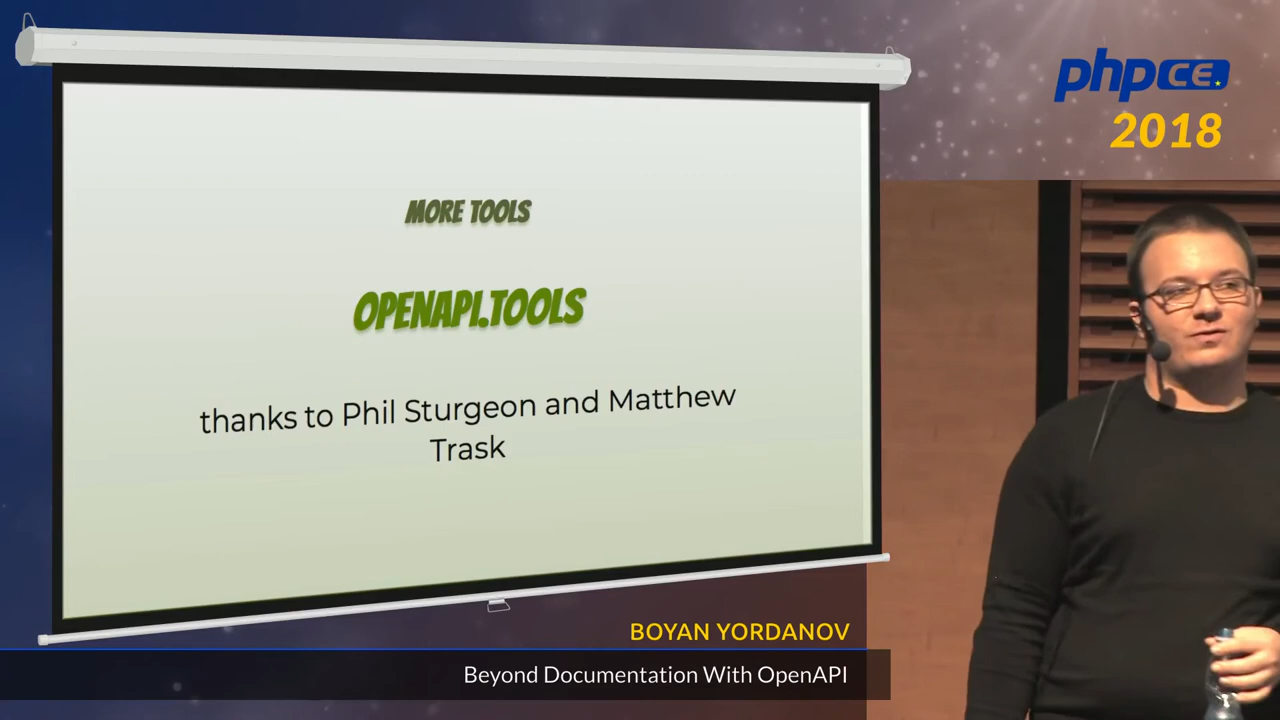 MORE TOOLS
OPENAPI.TOOLS
thanks to Phil Sturgeon and Matthew
Trask
phpCE.
2018
BOYAN YORDANOV
Beyond Documentation With OpenAPI